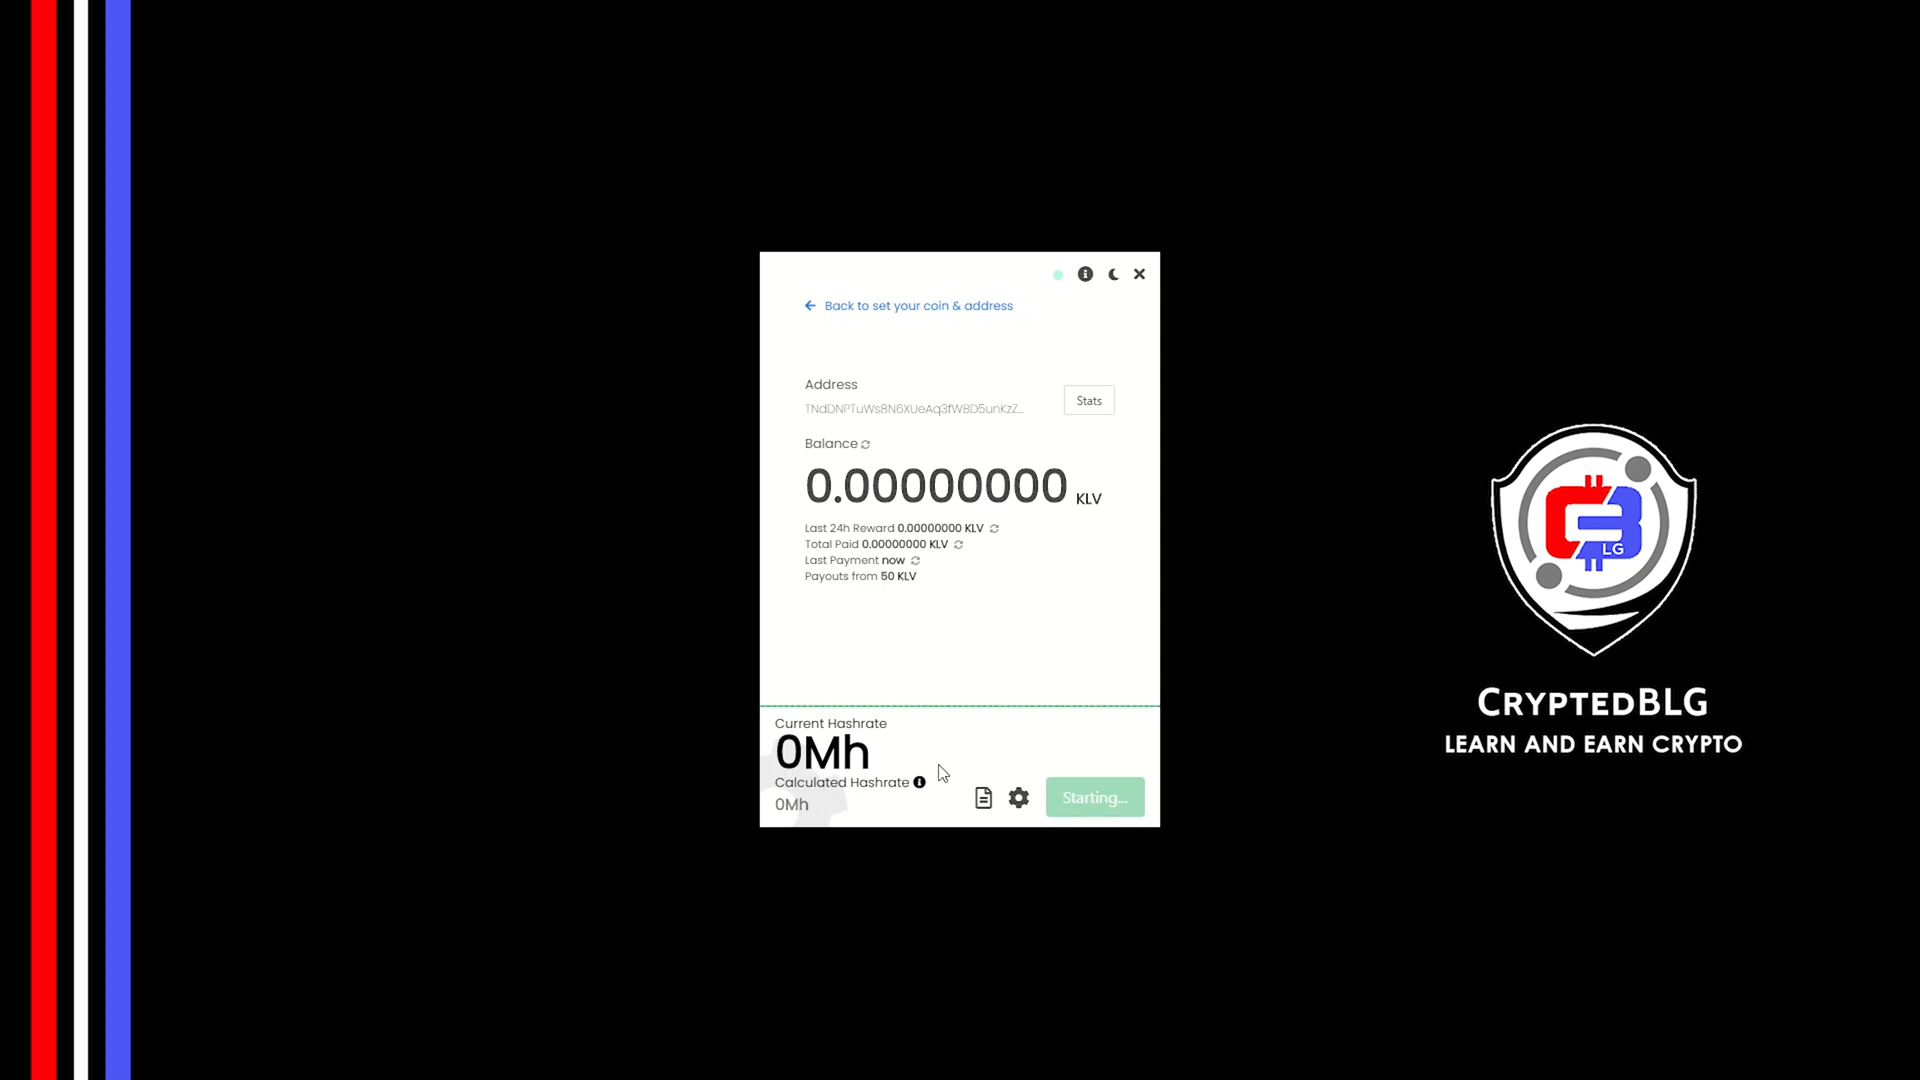 Back to set your coin & address
Address
TNdDNPTuWs8N6XUeAq3fWBD5unKzZ...
Stats
Balance
0.00000000 KLV
Last 24h Reward 0.00000000 KLV
Total Paid 0.00000000 KLV
Last Payment now
Payouts from 50 KLV
Current Hashrate
0Mh
Calculated Hashrate
0Mh
Starting...
CB
LG
CRYPTEDBLG
LEARN AND EARN CRYPTO